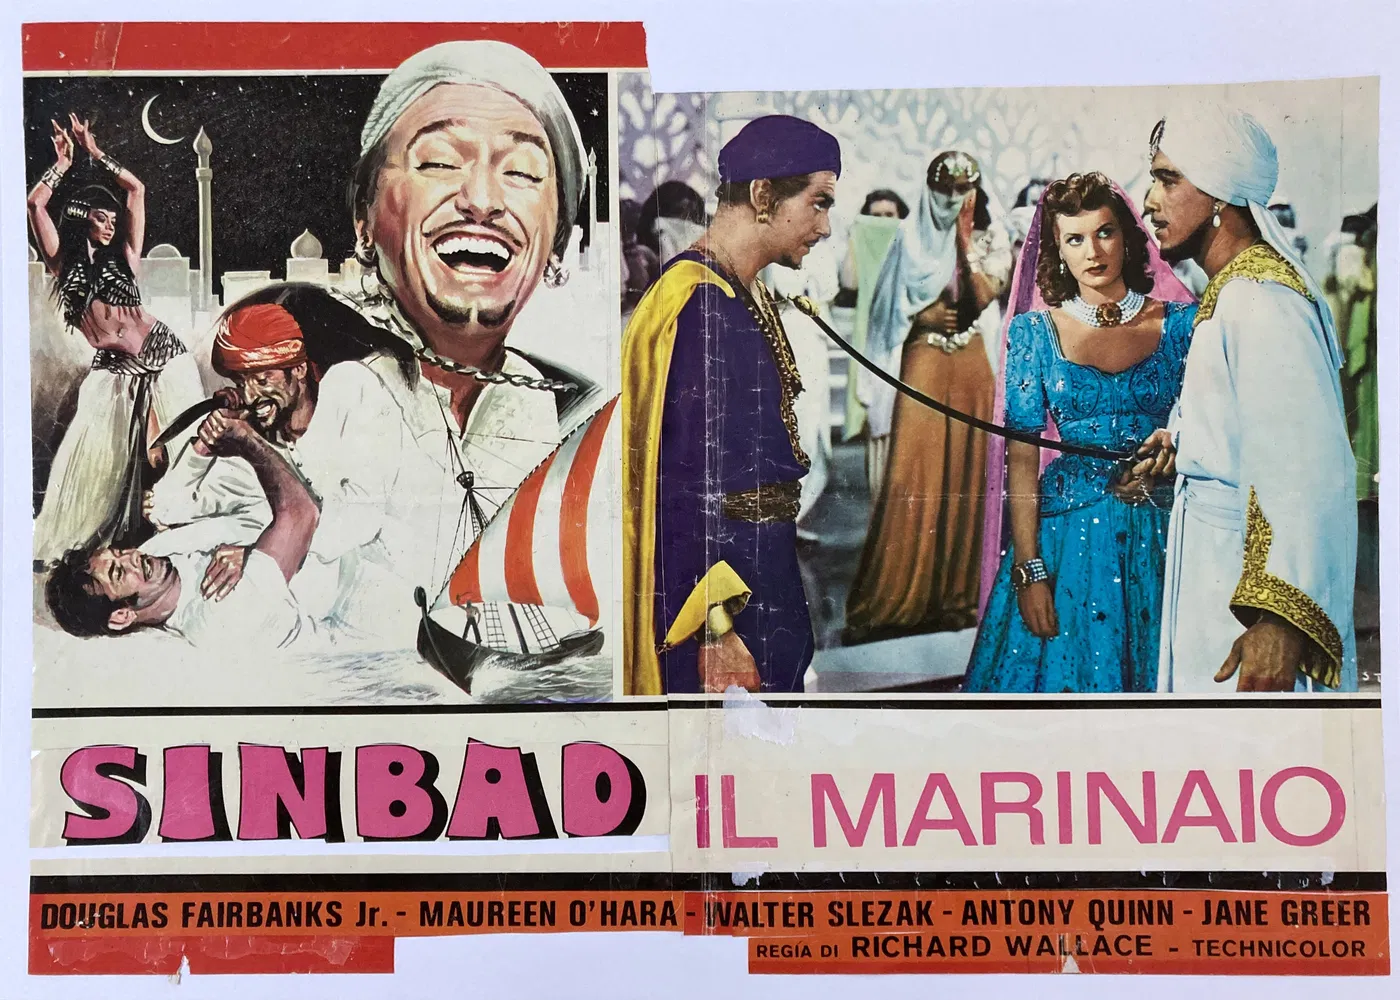 SINBAD IL MARINAIO
DOUGLAS FAIRBANKS Jr. - MAUREEN O'HARA - WALTER SLEZAK - ANTONY QUINN - JANE GREER
REGIA DI RICHARD WALLACE - TECHNICOLOR